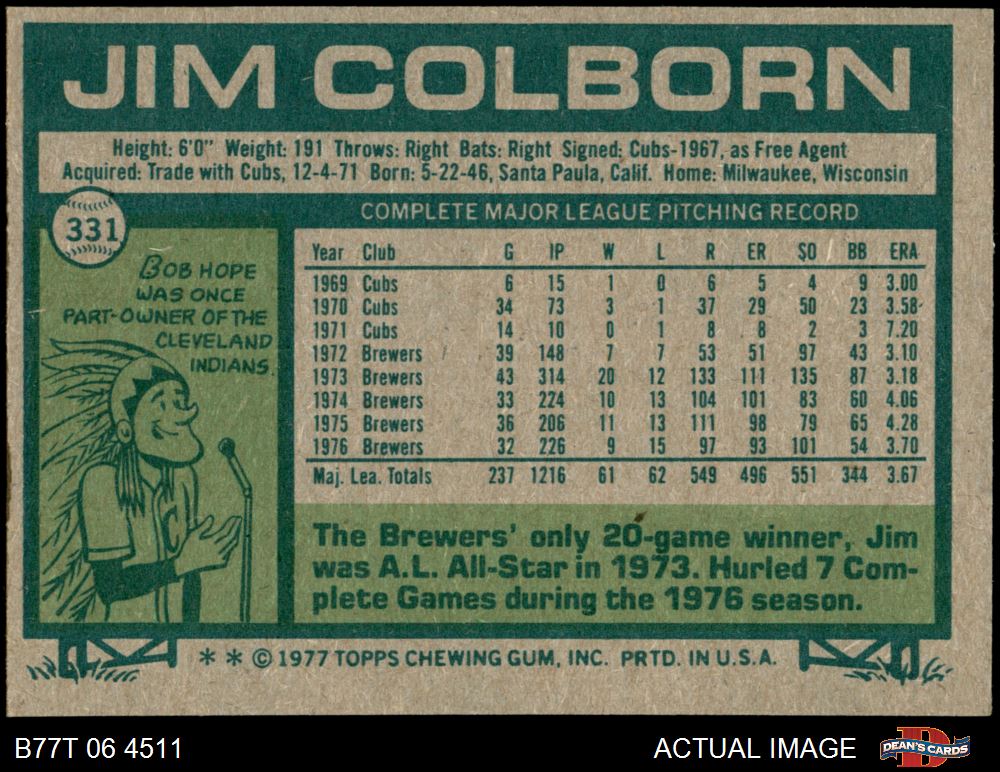 JIM COLBORN
Height: 6'0" Weight: 191 Throws: Right Bats: Right Signed: Cubs-1967, as Free Agent
Acquired: Trade with Cubs, 12-4-71 Born: 5-22-46, Santa Paula, Calif. Home: Milwaukee, Wisconsin
331
BOB HOPE
WAS ONCE
PART-OWNER OF THE
CLEVELAND
INDIANS.
C
COMPLETE MAJOR LEAGUE PITCHING RECORD
Year Club G IP W L R ER SO BB ERA
1969 Cubs 6 15 1 0 6 5 4 9 3.00
1970 Cubs 34 73 3 1 37 29 50 23 3.58
1971 Cubs 14 10 0 1 8 8 2 3 7.20
1972 Brewers 39 148 7 7 53 51 97 43 3.10
1973 Brewers 43 314 20 12 133 111 135 87 3.18
1974 Brewers 33 224 10 13 104 101 83 60 4.06
1975 Brewers 36 206 11 13 111 98 79 65 4.28
1976 Brewers 32 226 9 15 97 93 101 54 3.70
Maj. Lea. Totals 237 1216 61 62 549 496 551 344 3.67
The Brewers' only 20-game winner, Jim
was A.L. All-Star in 1973. Hurled 7 Com-
plete Games during the 1976 season.
* * © 1977 TOPPS CHEWING GUM, INC. PRTD. IN U.S.A.
B77T 06 4511
ACTUAL IMAGE
D
DEAN'S CARDS